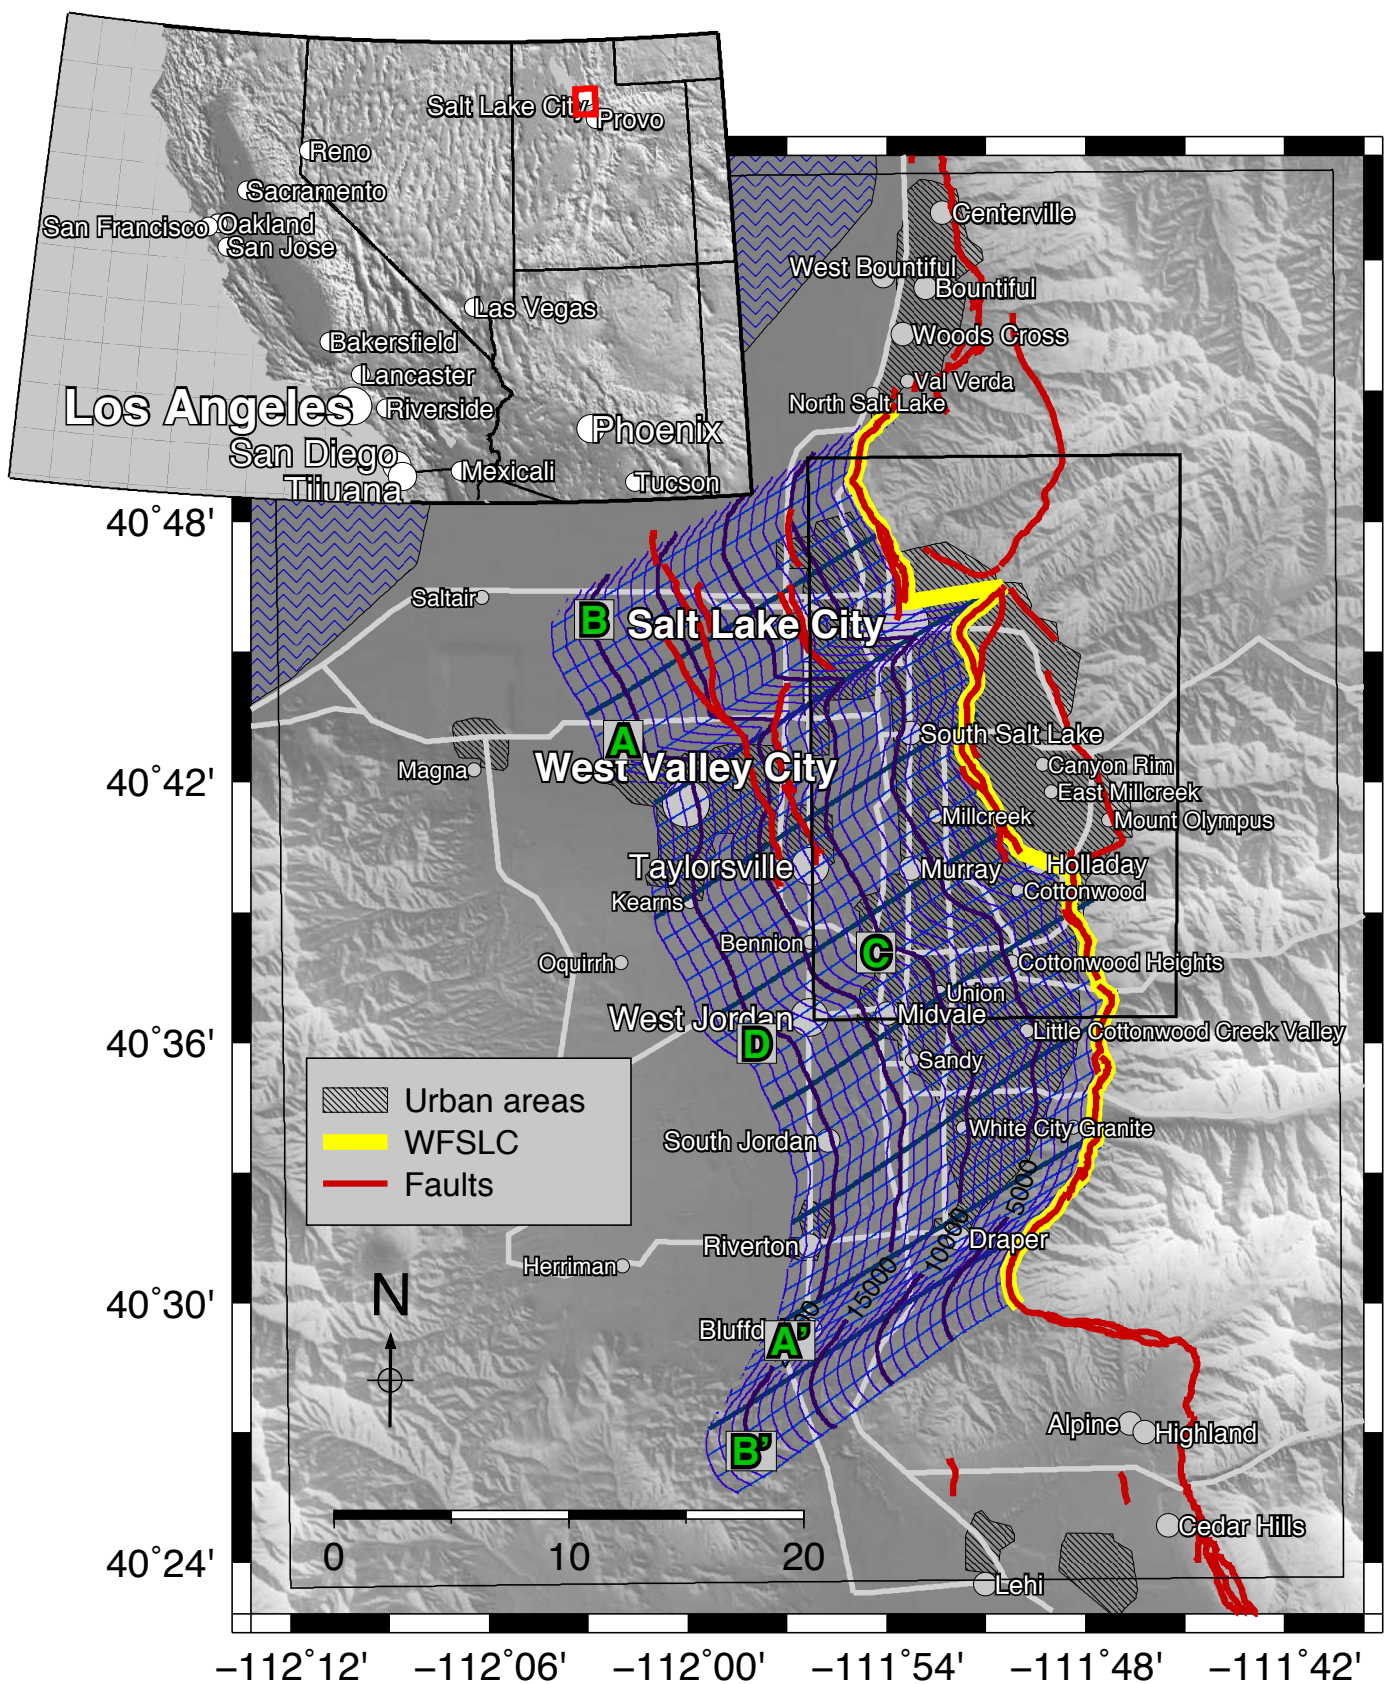 Salt Lake City
Provo
Reno
Sacramento
San Francisco
Oakland
San Jose
Las Vegas
Bakersfield
Lancaster
Los Angeles
Riverside
Phoenix
San Diego
Mexicali
Tijuana
Tucson
Centerville
West Bountiful
Bountiful
Woods Cross
Val Verda
North Salt Lake
40°48'
Saltair
B
Salt Lake City
A
South Salt Lake
West Valley City
Magna
Canyon Rim
40°42'
East Millcreek
Millcreek
Mount Olympus
Taylorsville
Murray
Holladay
Kearns
Cottonwood
Bennion
C
Oquirrh
Cottonwood Heights
Union
West Jordan
Midvale
40°36'
D
Little Cottonwood Creek Valley
Sandy
Urban areas
WFSLC
Faults
South Jordan
White City
Granite
5000
10000
15000
Riverton
Draper
Herriman
N
40°30'
Bluffd
00
A'
Alpine
Highland
B'
Cedar Hills
0
10
20
40°24'
Lehi
−112°12'
−112°06'
−112°00'
−111°54'
−111°48'
−111°42'